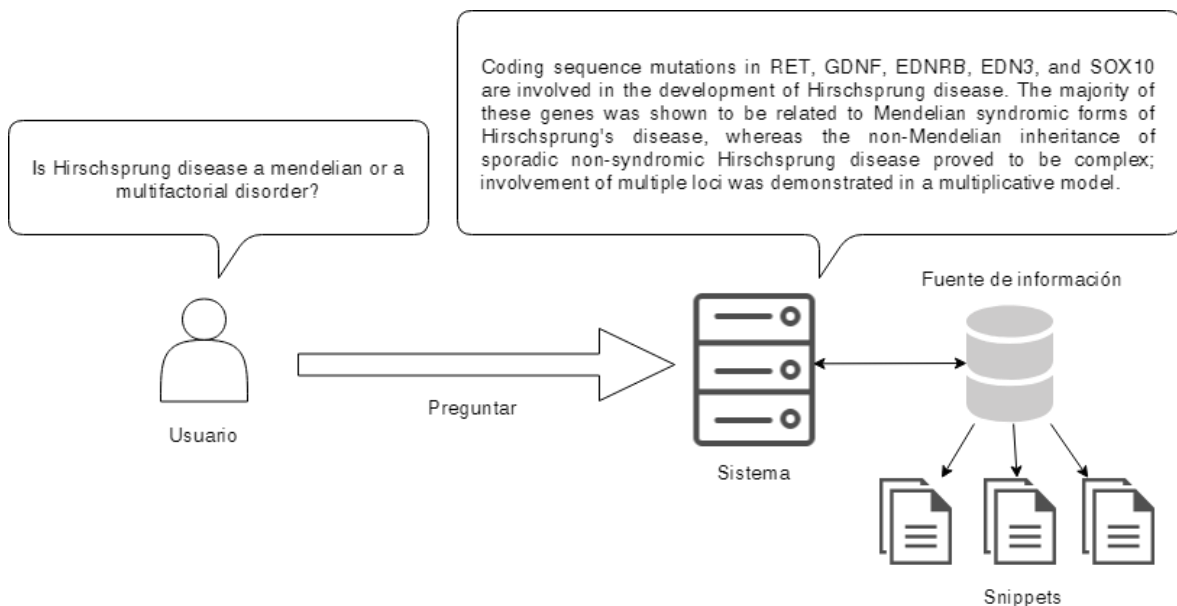 Coding sequence mutations in RET, GDNF, EDNRB, EDN3, and SOX10
are involved in the development of Hirschsprung disease. The majority of
these genes was shown to be related to Mendelian syndromic forms of
Hirschsprung's disease, whereas the non-Mendelian inheritance of
sporadic non-syndromic Hirschsprung disease proved to be complex;
involvement of multiple loci was demonstrated in a multiplicative model.
Is Hirschsprung disease a mendelian or a
multifactorial disorder?
Fuente de información
Preguntar
Usuario
Sistema
Snippets